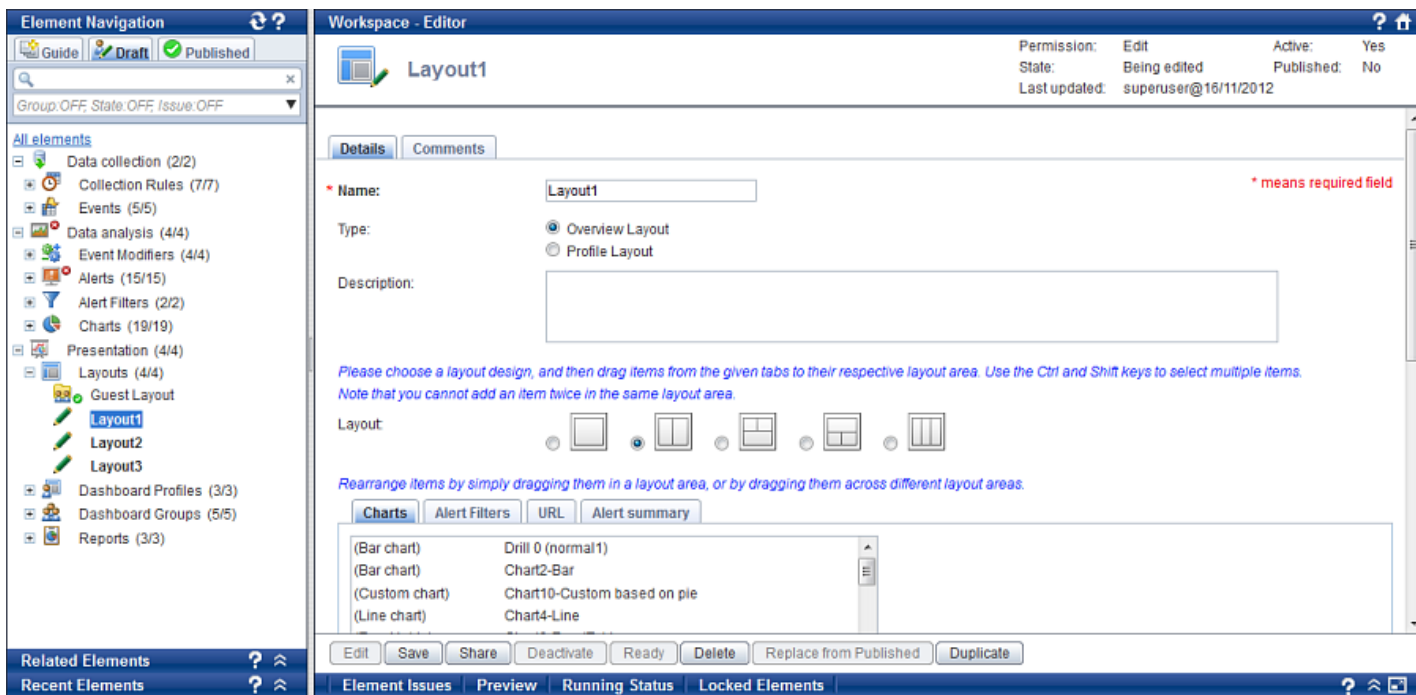 Element Navigation
Guide Draft Published
Group:OFF, State:OFF, Issue:OFF
All elements
Data collection (2/2)
Collection Rules (7/7)
Events (5/5)
Data analysis (4/4)
Event Modifiers (4/4)
Alerts (15/15)
Alert Filters (2/2)
Charts (19/19)
Presentation (4/4)
Layouts (4/4)
Guest Layout
Layout1
Layout2
Layout3
Dashboard Profiles (3/3)
Dashboard Groups (5/5)
Reports (3/3)
Related Elements
Recent Elements
Workspace - Editor
Layout1
Permission: Edit Active: Yes
State: Being edited Published: No
Last updated: superuser@16/11/2012
Details Comments
* Name: Layout1
* means required field
Type: Overview Layout
Profile Layout
Description:
Please choose a layout design, and then drag items from the given tabs to their respective layout area. Use the Ctrl and Shift keys to select multiple items.
Note that you cannot add an item twice in the same layout area.
Layout:
Rearrange items by simply dragging them in a layout area, or by dragging them across different layout areas.
Charts Alert Filters URL Alert summary
(Bar chart) Drill 0 (normal1)
(Bar chart) Chart2-Bar
(Custom chart) Chart10-Custom based on pie
(Line chart) Chart4-Line
Edit Save Share Deactivate Ready Delete Replace from Published Duplicate
Element Issues Preview Running Status Locked Elements